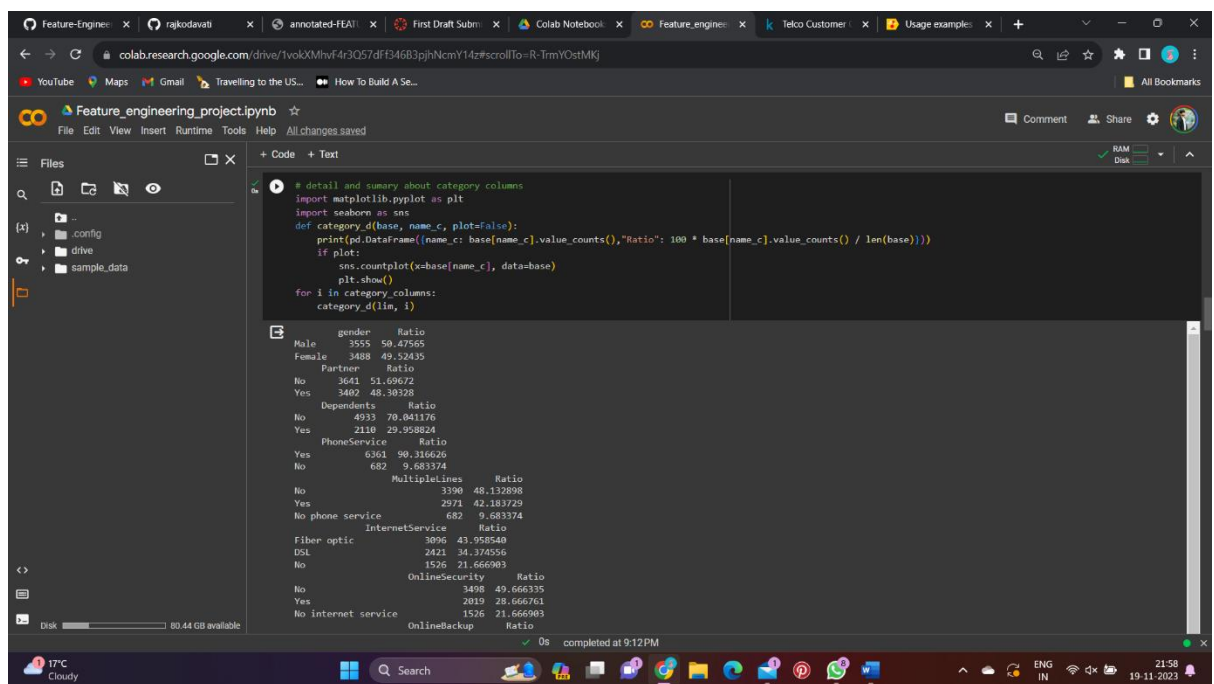 Feature-Engineer
rajkodavati
annotated-FEAT
First Draft Subm
Colab Notebook
Feature_enginee
Telco Customer
Usage examples
colab.research.google.com/drive/1vokXMhvF4r3Q57dFf346B3pjhNcmY14z#scrollTo=R-TrmYOstMKj
YouTube Maps Gmail Travelling to the US... How To Build A Se...
All Bookmarks
CO Feature_engineering_project.ipynb
File Edit View Insert Runtime Tools Help All changes saved
Comment Share
Files
+ Code + Text
RAM
Disk
..
.config
drive
sample_data
{x}
0s
# detail and sumary about category columns
import matplotlib.pyplot as plt
import seaborn as sns
def category_d(base, name_c, plot=False):
print(pd.DataFrame({name_c: base[name_c].value_counts(),"Ratio": 100 * base[name_c].value_counts() / len(base)}))
if plot:
sns.countplot(x=base[name_c], data=base)
plt.show()
for i in category_columns:
category_d(lim, i)
gender Ratio
Male 3555 50.47565
Female 3488 49.52435
Partner Ratio
No 3641 51.69672
Yes 3402 48.30328
Dependents Ratio
No 4933 70.041176
Yes 2110 29.958824
PhoneService Ratio
Yes 6361 90.316626
No 682 9.683374
MultipleLines Ratio
No 3390 48.132898
Yes 2971 42.183729
No phone service 682 9.683374
InternetService Ratio
Fiber optic 3096 43.958540
DSL 2421 34.374556
No 1526 21.666903
OnlineSecurity Ratio
No 3498 49.666335
Yes 2019 28.666761
No internet service 1526 21.666903
OnlineBackup Ratio
Disk 80.44 GB available
0s completed at 9:12 PM
17°C
Cloudy
Search
ENG
IN
21:58
19-11-2023